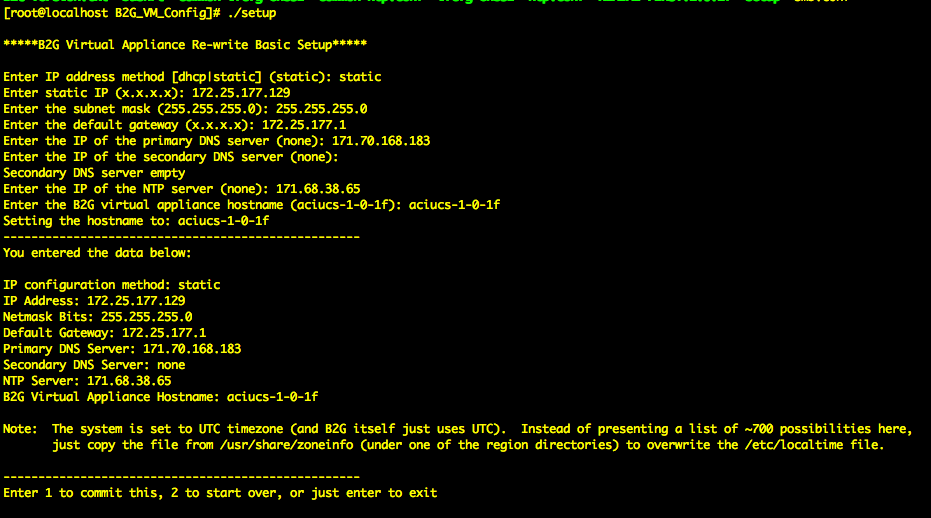 [root@localhost B2G_VM_Config]# ./setup
*****B2G Virtual Appliance Re-write Basic Setup*****
Enter IP address method [dhcp|static] (static): static
Enter static IP (x.x.x.x): 172.25.177.129
Enter the subnet mask (255.255.255.0): 255.255.255.0
Enter the default gateway (x.x.x.x): 172.25.177.1
Enter the IP of the primary DNS server (none): 171.70.168.183
Enter the IP of the secondary DNS server (none):
Secondary DNS server empty
Enter the IP of the NTP server (none): 171.68.38.65
Enter the B2G virtual appliance hostname (aciucs-1-0-1f): aciucs-1-0-1f
Setting the hostname to: aciucs-1-0-1f
---------------------------------------------------
You entered the data below:
IP configuration method: static
IP Address: 172.25.177.129
Netmask Bits: 255.255.255.0
Default Gateway: 172.25.177.1
Primary DNS Server: 171.70.168.183
Secondary DNS Server: none
NTP Server: 171.68.38.65
B2G Virtual Appliance Hostname: aciucs-1-0-1f
Note:  The system is set to UTC timezone (and B2G itself just uses UTC).  Instead of presenting a list of ~700 possibilities here,
just copy the file from /usr/share/zoneinfo (under one of the region directories) to overwrite the /etc/localtime file.
---------------------------------------------------
Enter 1 to commit this, 2 to start over, or just enter to exit